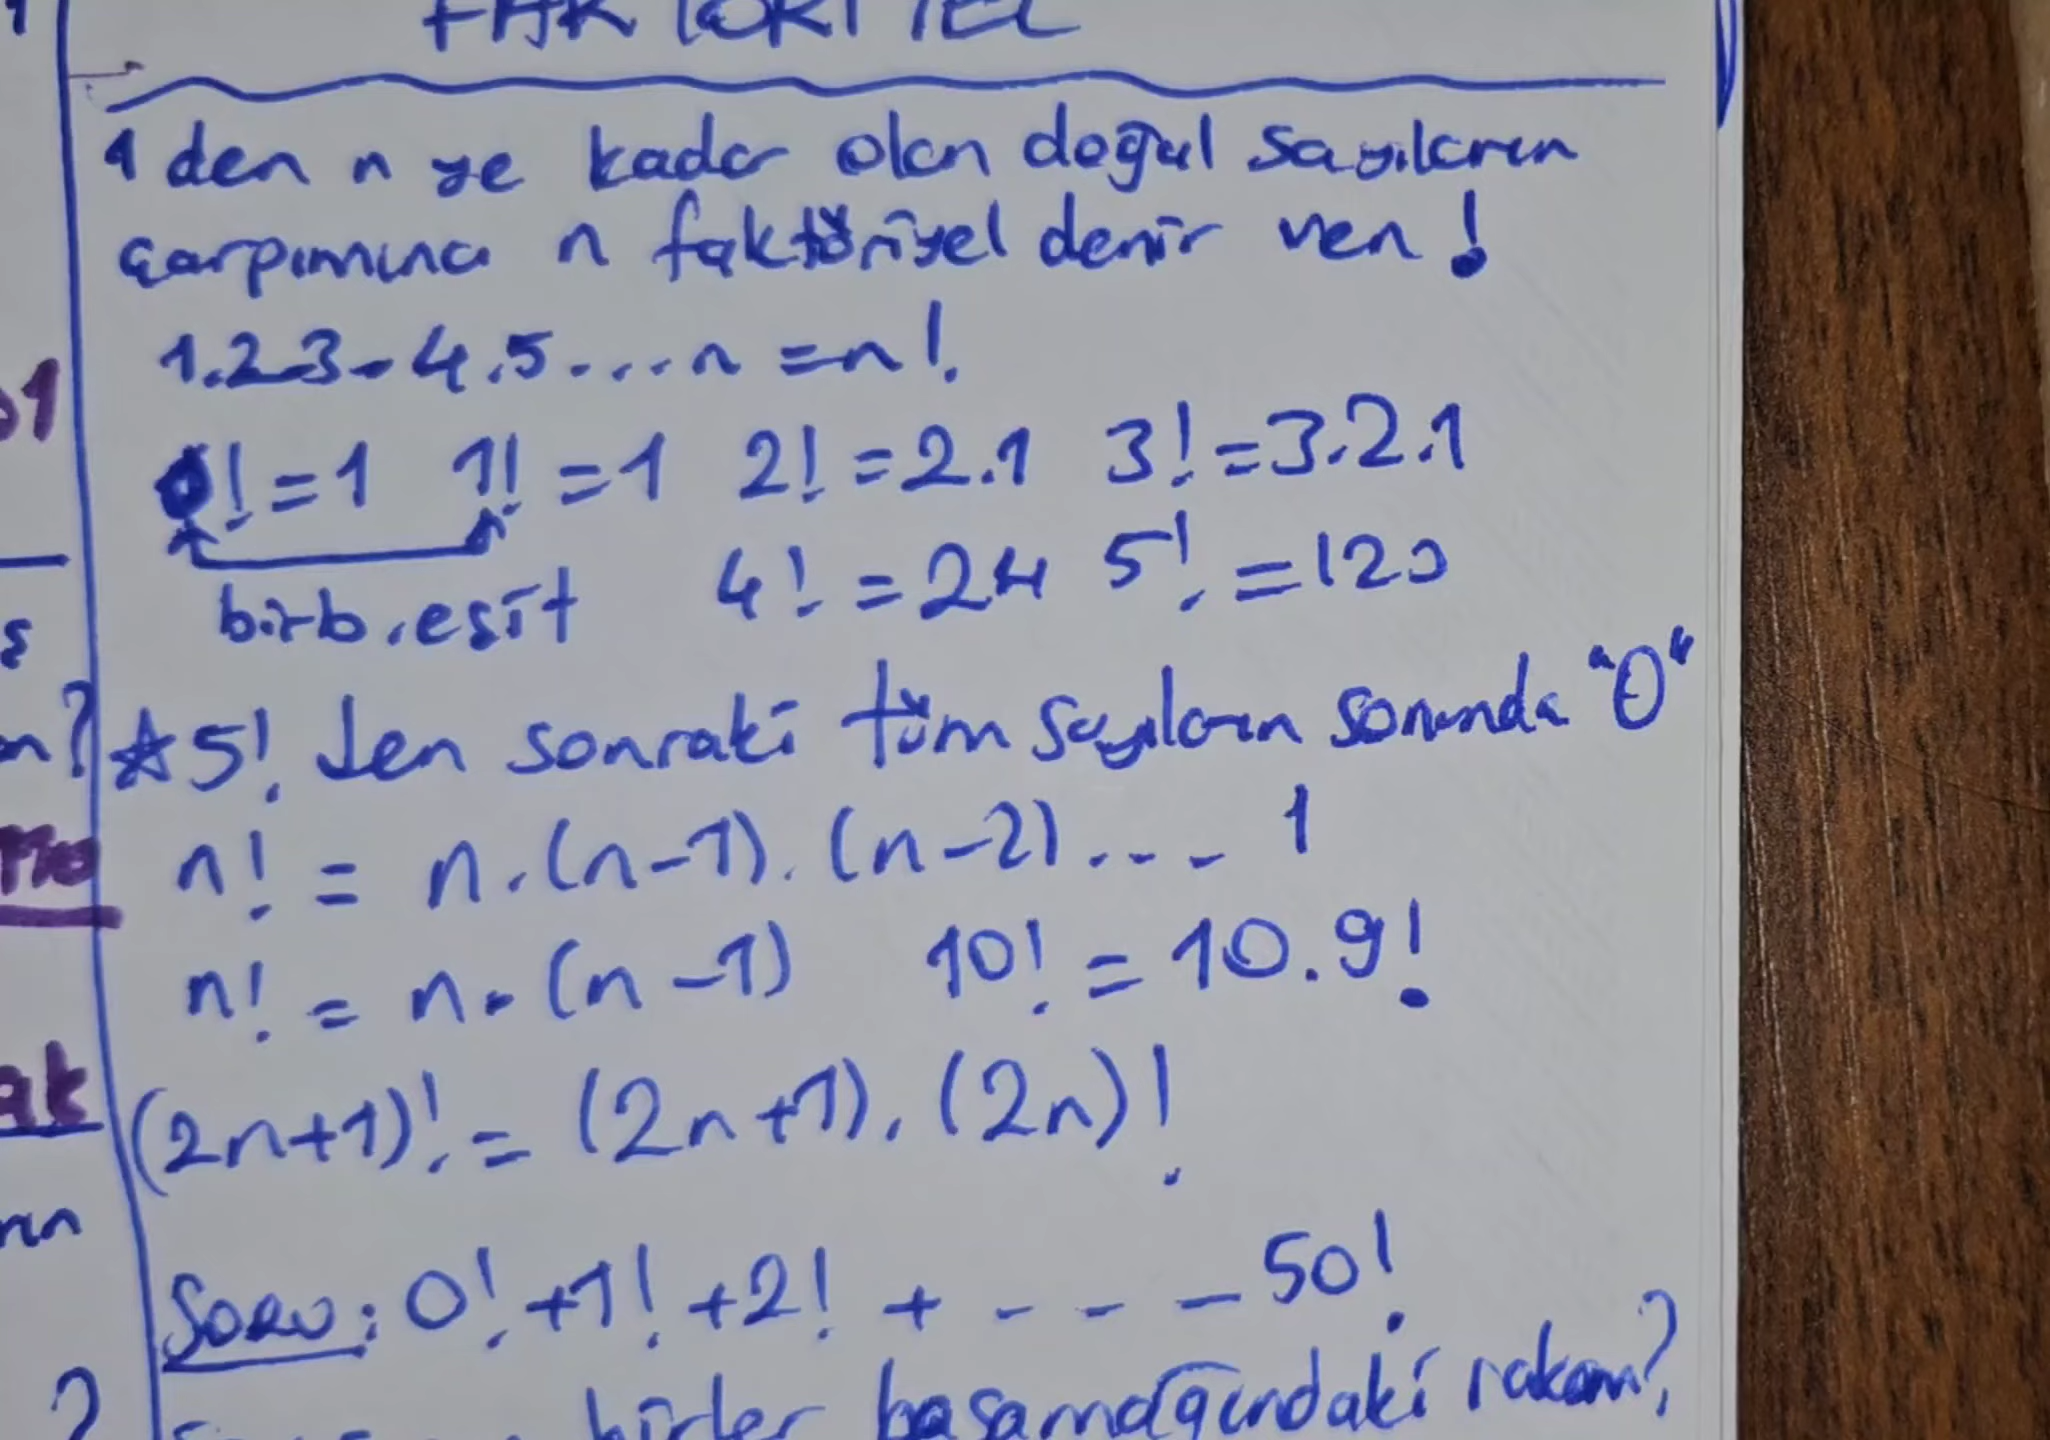 FAKTÖRİYEL
1 den n ye kadar olan doğal sayıların
çarpımına n faktöriyel denir ve n!
1.2.3.4.5....n =n!
0! =1 1! =1 2! =2.1 3! =3.2.1
birb.eşit 4! =24 5! =120
☆5! den sonraki tüm sayıların sonunda "0"
n! = n.(n-1).(n-2)... 1
n! = n.(n-1) 10! = 10.9!
(2n+1)! = (2n+1).(2n)!
Soru: 0! +1! +2! + - - - 50!
birler basamağındaki rakam?